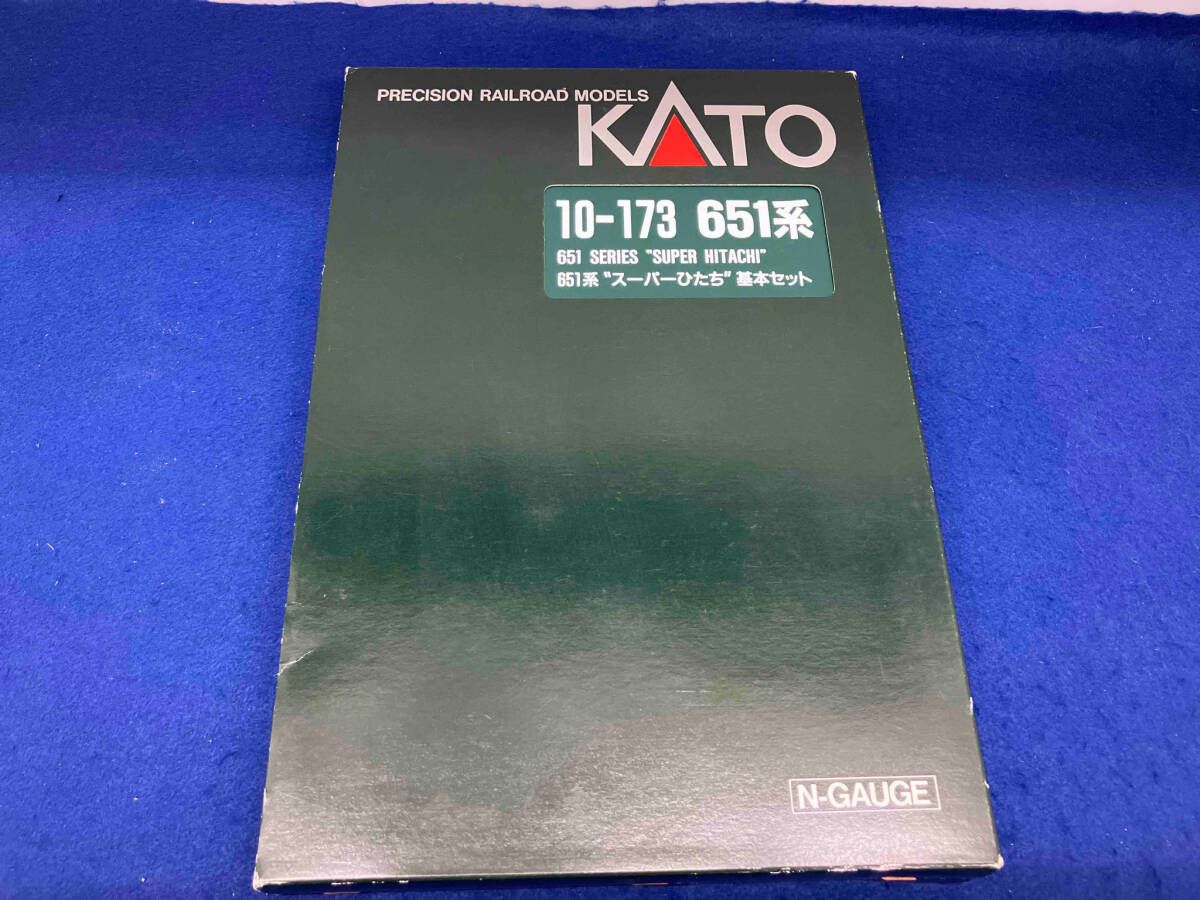 PRECISION RAILROAD MODELS
KATO
10-173 651系
651 SERIES "SUPER HITACHI"
651系 "スーパーひたち" 基本セット
N-GAUGE